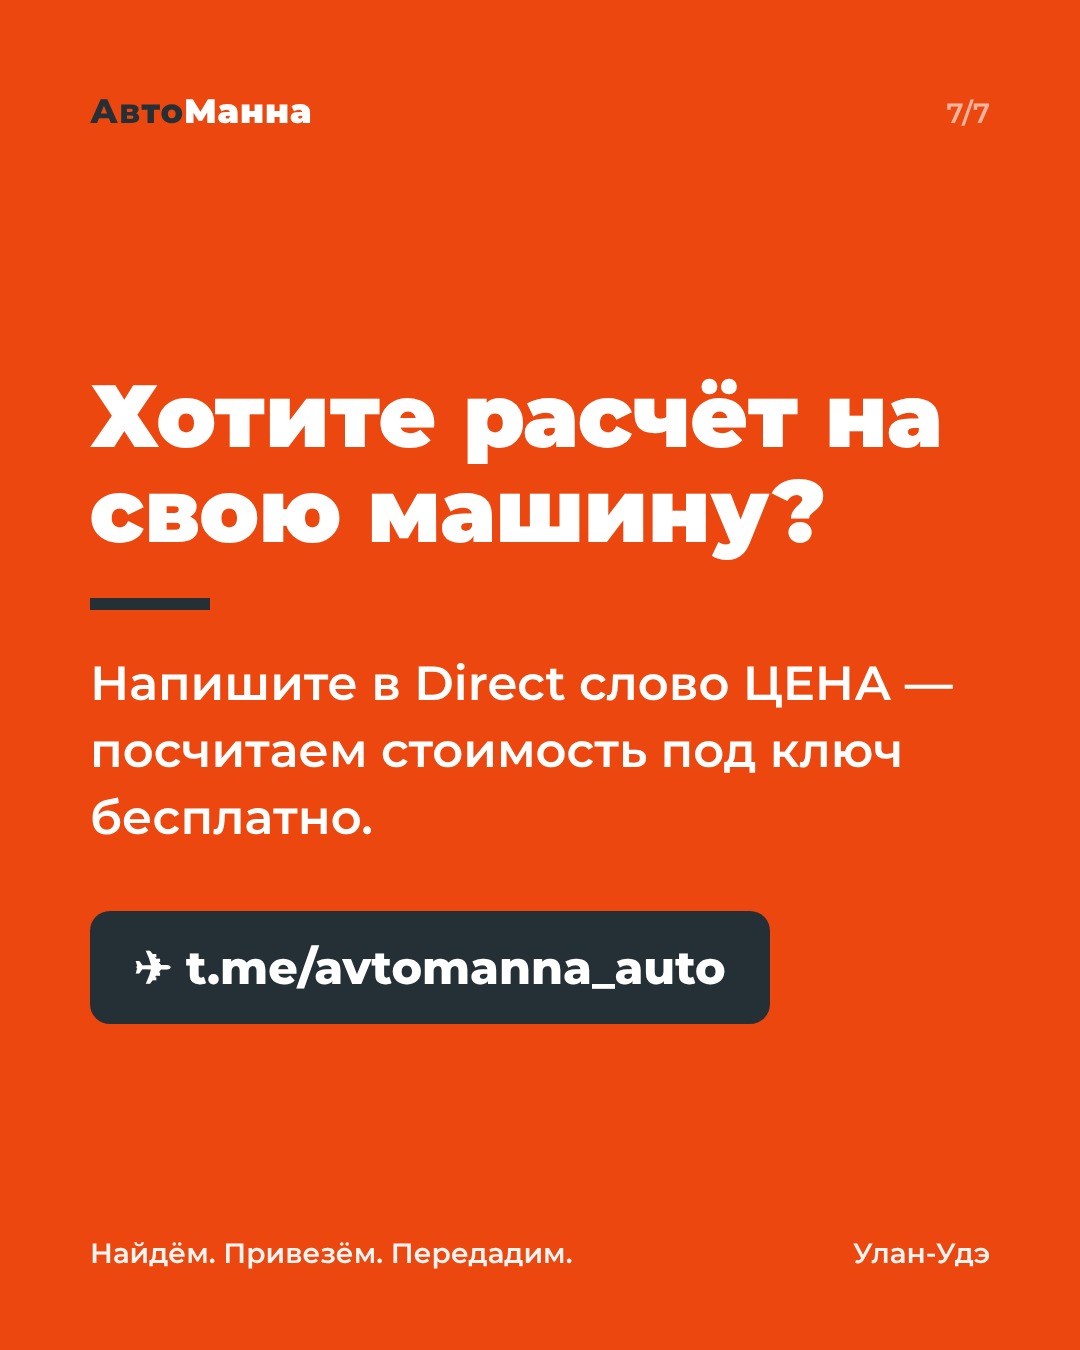 АвтоМанна
7/7
Хотите расчёт на
свою машину?
Напишите в Direct слово ЦЕНА —
посчитаем стоимость под ключ
бесплатно.
✈ t.me/avtomanna_auto
Найдём. Привезём. Передадим.
Улан-Удэ